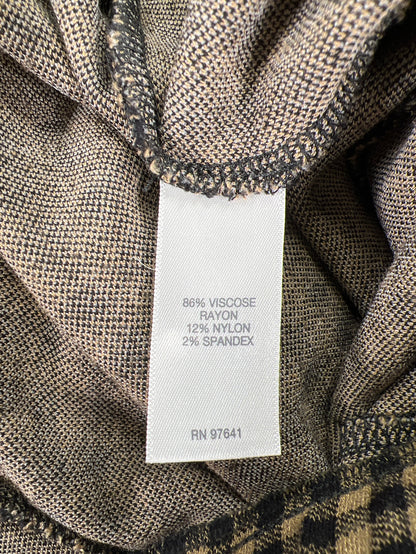 86% VISCOSE
RAYON
12% NYLON
2% SPANDEX
RN 97641